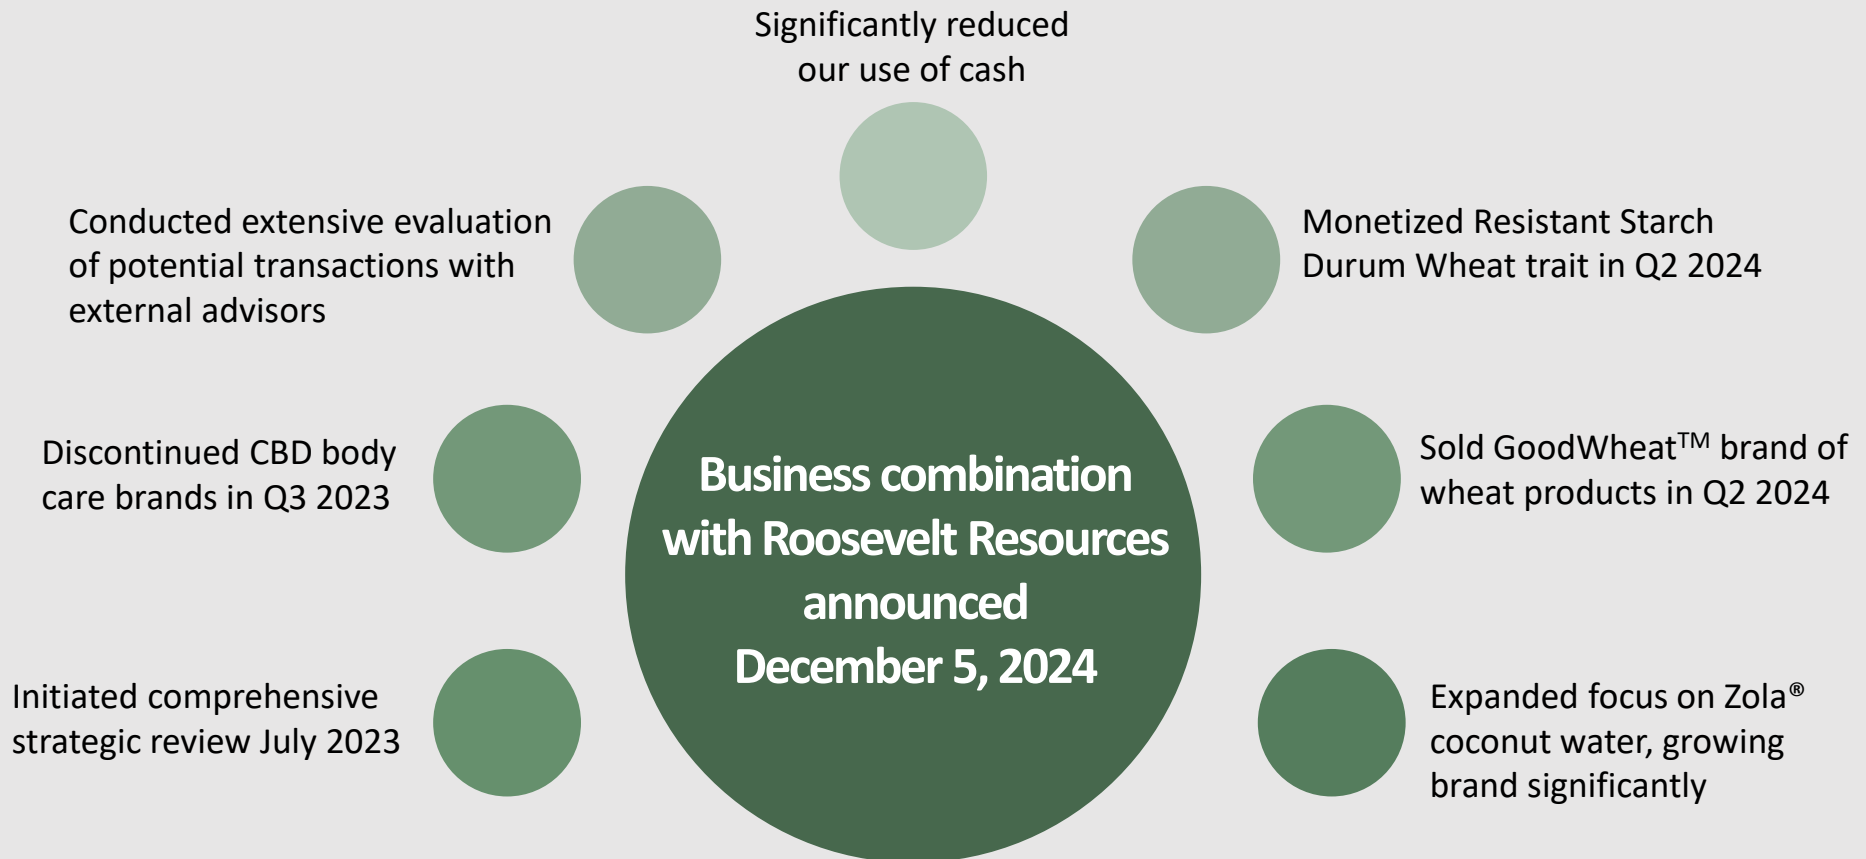 Significantly reduced
our use of cash
Conducted extensive evaluation
of potential transactions with
external advisors
Monetized Resistant Starch
Durum Wheat trait in Q2 2024
Discontinued CBD body
care brands in Q3 2023
Sold GoodWheat™ brand of
wheat products in Q2 2024
Business combination
with Roosevelt Resources
announced
December 5, 2024
Initiated comprehensive
strategic review July 2023
Expanded focus on Zola®
coconut water, growing
brand significantly